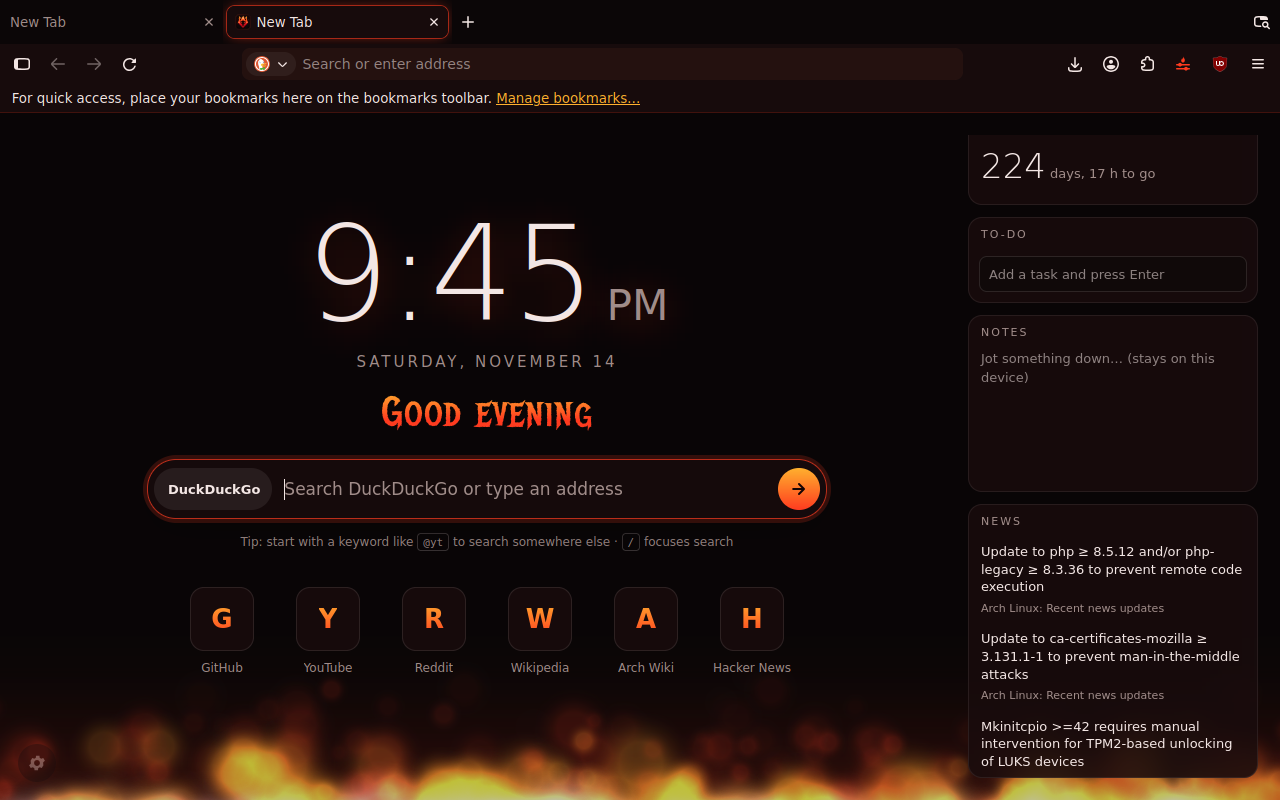 New Tab
New Tab
Search or enter address
For quick access, place your bookmarks here on the bookmarks toolbar. Manage bookmarks...
9:45 PM
SATURDAY, NOVEMBER 14
GOOD EVENING
DuckDuckGo
Search DuckDuckGo or type an address
Tip: start with a keyword like @yt to search somewhere else · / focuses search
G
Y
R
W
A
H
GitHub
YouTube
Reddit
Wikipedia
Arch Wiki
Hacker News
224 days, 17 h to go
TO-DO
Add a task and press Enter
NOTES
Jot something down… (stays on this
device)
NEWS
Update to php ≥ 8.5.12 and/or php-
legacy ≥ 8.3.36 to prevent remote code
execution
Arch Linux: Recent news updates
Update to ca-certificates-mozilla ≥
3.131.1-1 to prevent man-in-the-middle
attacks
Arch Linux: Recent news updates
Mkinitcpio >=42 requires manual
intervention for TPM2-based unlocking
of LUKS devices